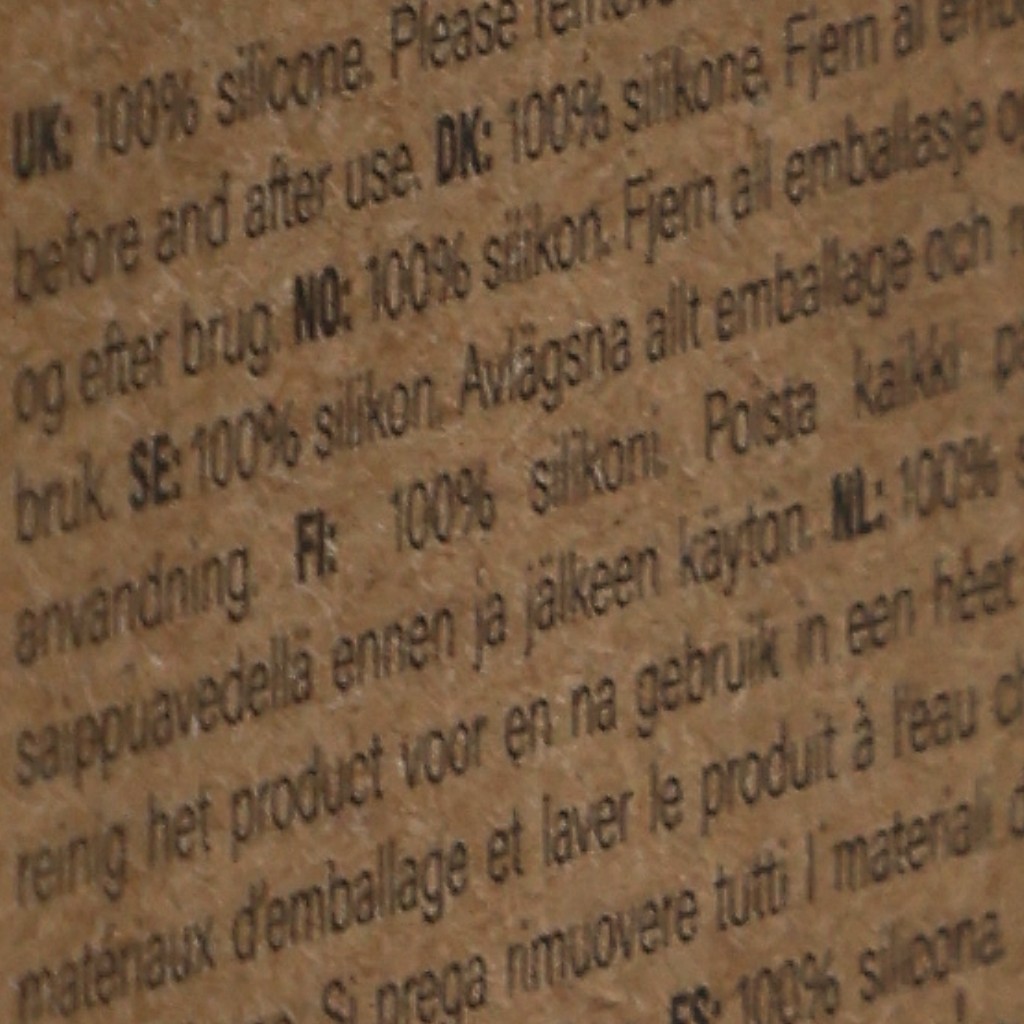 UK: 100% silicone. Please remove
before and after use. DK: 100% silikone. Fjern al
og efter brug. NO: 100% silikon. Fjern all emballasje og
bruk. SE: 100% silikon. Avlägsna allt emballage och
användning. FI: 100% silikoni. Poista kaikki
saippuavedellä ennen ja jälkeen käytön. NL: 100%
reinig het product voor en na gebruik in een heet
matériaux d'emballage et laver le produit à l'eau
Si prega rimuovere tutti I materiali
ES: 100% silicona